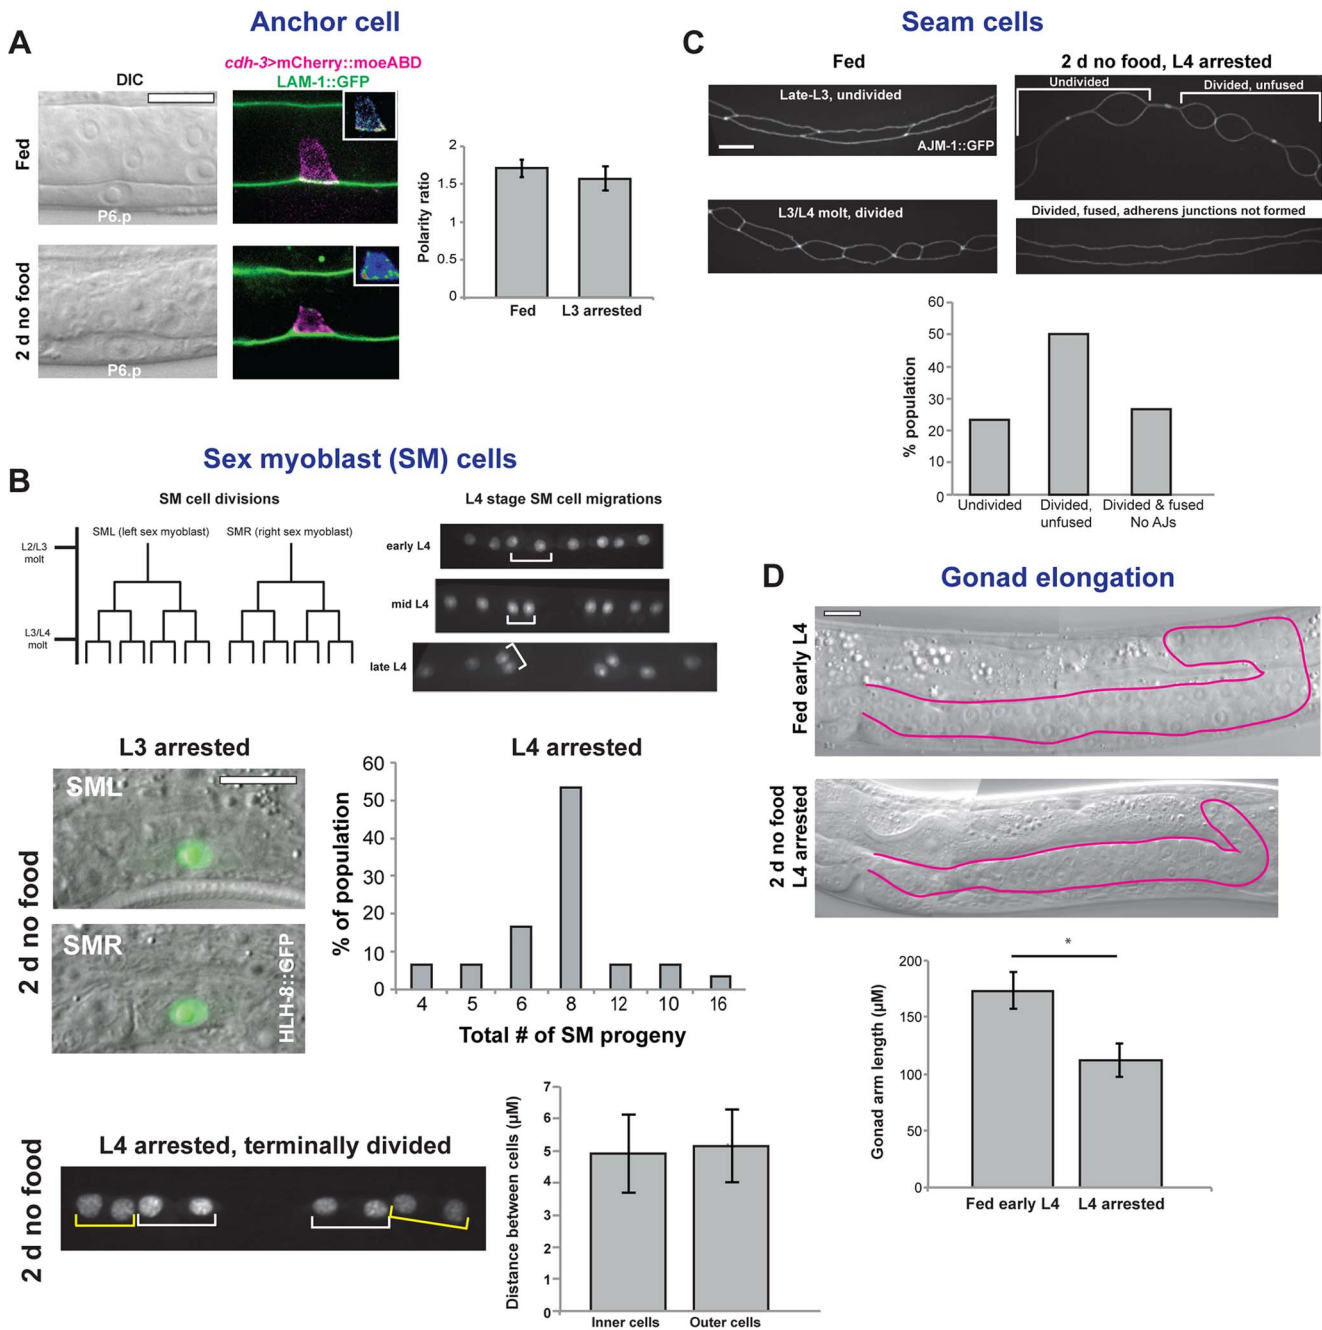 Anchor cell
A
DIC
cdh-3>mCherry::moeABD
LAM-1::GFP
Fed
P6.p
2 d no food
P6.p
Polarity ratio
2
1.5
1
0.5
0
Fed
L3 arrested
Seam cells
C
Fed
2 d no food, L4 arrested
Late-L3, undivided
AJM-1::GFP
Undivided
Divided, unfused
L3/L4 molt, divided
Divided, fused, adherens junctions not formed
% population
60
50
40
30
20
10
0
Undivided
Divided,
unfused
Divided & fused
No AJs
Sex myoblast (SM) cells
B
SM cell divisions
SML (left sex myoblast)
SMR (right sex myoblast)
L2/L3
molt
L3/L4
molt
L4 stage SM cell migrations
early L4
mid L4
late L4
L3 arrested
2 d no food
SML
SMR
HLH-8::GFP
L4 arrested
% of population
60
50
40
30
20
10
0
4
5
6
8
12
10
16
Total # of SM progeny
2 d no food
L4 arrested, terminally divided
Distance between cells (µM)
7
6
5
4
3
2
1
0
Inner cells
Outer cells
D
Gonad elongation
Fed early L4
2 d no food
L4 arrested
Gonad arm length (µM)
200
150
100
50
0
*
Fed early L4
L4 arrested